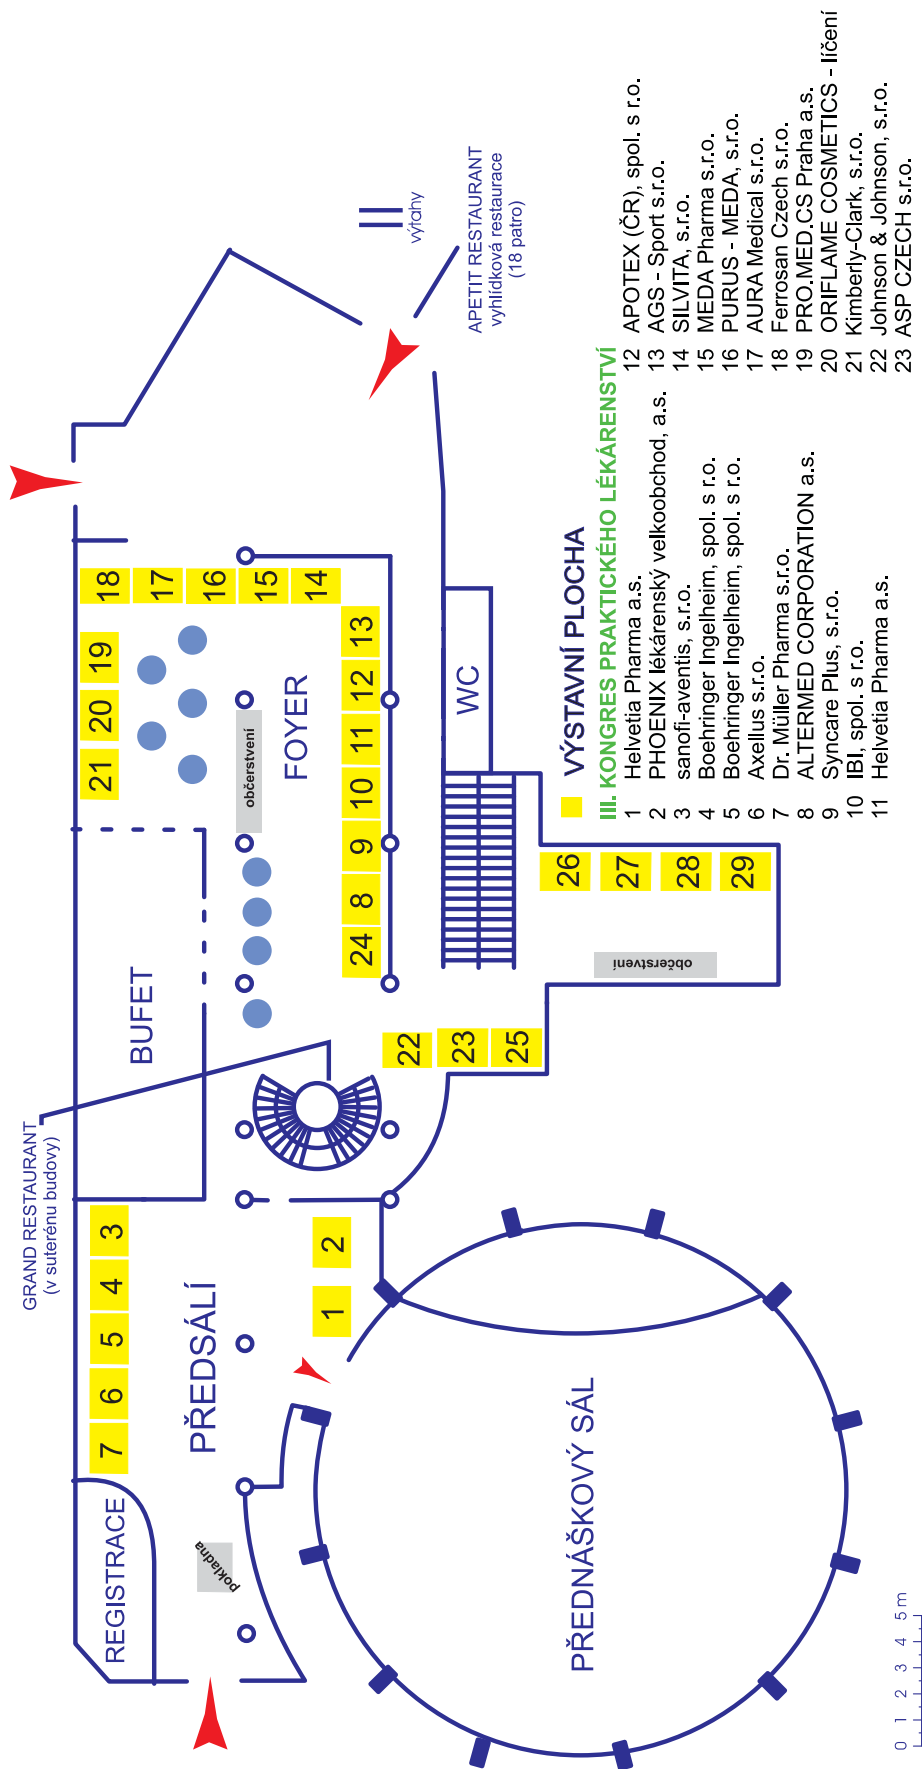 GRAND RESTAURANT
(v suterénu budovy)
REGISTRACE
pokladna
7
6
5
4
3
PŘEDSÁLÍ
1
2
BUFET
21
20
19
18
17
16
15
14
občerstvení
FOYER
24
8
9
10
11
12
13
WC
22
23
25
26
27
28
29
občerstvení
výtahy
APETIT RESTAURANT
vyhlídková restaurace
(18 patro)
PŘEDNÁŠKOVÝ SÁL
0 1 2 3 4 5 m
VÝSTAVNÍ PLOCHA
III. KONGRES PRAKTICKÉHO LÉKÁRENSTVÍ
1 Helvetia Pharma a.s.
2 PHOENIX lékárenský velkoobchod, a.s.
3 sanofi-aventis, s.r.o.
4 Boehringer Ingelheim, spol. s r.o.
5 Boehringer Ingelheim, spol. s r.o.
6 Axellus s.r.o.
7 Dr. Müller Pharma s.r.o.
8 ALTERMED CORPORATION a.s.
9 Syncare Plus, s.r.o.
10 IBI, spol. s r.o.
11 Helvetia Pharma a.s.
12 APOTEX (ČR), spol. s r.o.
13 AGS - Sport s.r.o.
14 SILVITA, s.r.o.
15 MEDA Pharma s.r.o.
16 PURUS - MEDA, s.r.o.
17 AURA Medical s.r.o.
18 Ferrosan Czech s.r.o.
19 PRO.MED.CS Praha a.s.
20 ORIFLAME COSMETICS - líčení
21 Kimberly-Clark, s.r.o.
22 Johnson & Johnson, s.r.o.
23 ASP CZECH s.r.o.